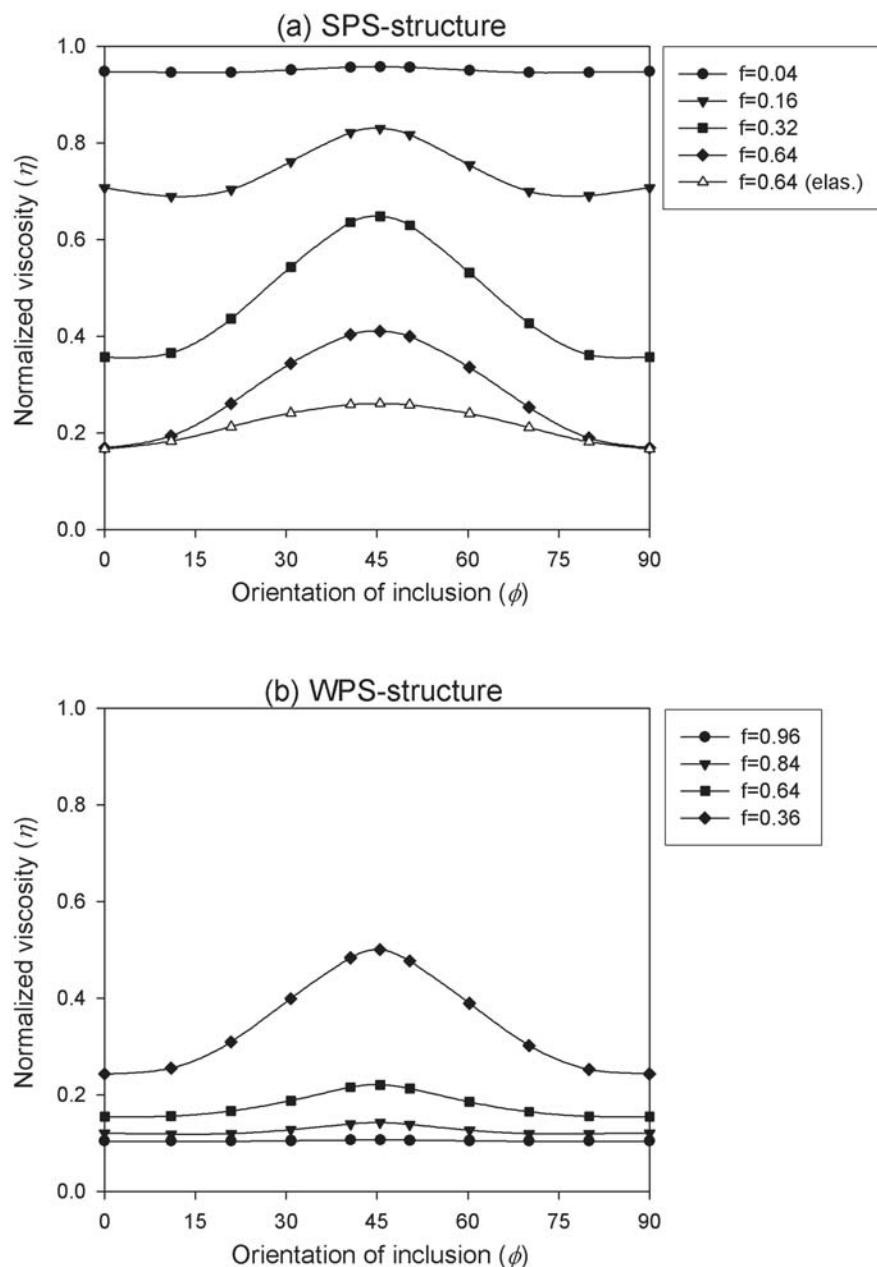 (a) SPS-structure
1.0
0.8
0.6
0.4
0.2
0.0
Normalized viscosity (η)
0 15 30 45 60 75 90
Orientation of inclusion (ϕ)
f=0.04
f=0.16
f=0.32
f=0.64
f=0.64 (elas.)
(b) WPS-structure
1.0
0.8
0.6
0.4
0.2
0.0
Normalized viscosity (η)
0 15 30 45 60 75 90
Orientation of inclusion (ϕ)
f=0.96
f=0.84
f=0.64
f=0.36